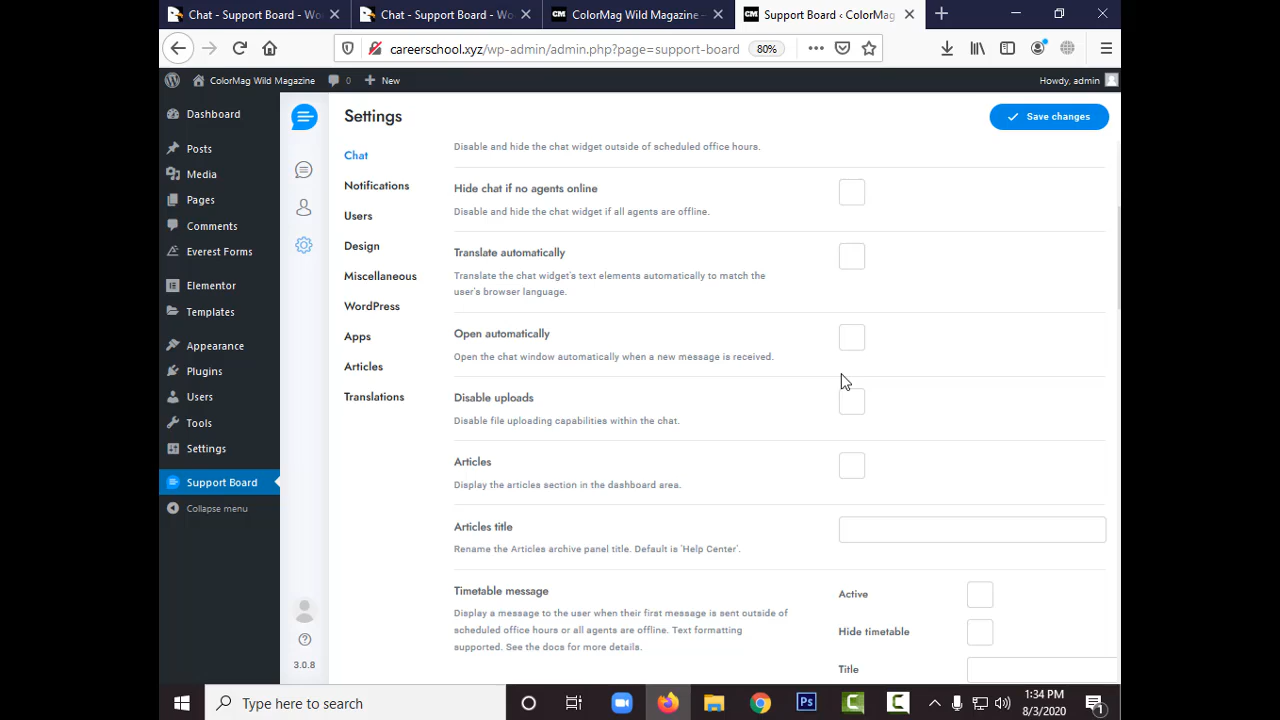 Chat - Support Board - Wo
Chat - Support Board - W
CM ColorMag Wild Magazine -
CM Support Board ‹ ColorMag
careerschool.xyz/wp-admin/admin.php?page=support-board
80%
ColorMag Wild Magazine
0
New
Howdy, admin
Dashboard
Posts
Media
Pages
Comments
Everest Forms
Elementor
Templates
Appearance
Plugins
Users
Tools
Settings
Support Board
Collapse menu
3.0.8
Settings
Save changes
Chat
Notifications
Users
Design
Miscellaneous
WordPress
Apps
Articles
Translations
Disable and hide the chat widget outside of scheduled office hours.
Hide chat if no agents online
Disable and hide the chat widget if all agents are offline.
Translate automatically
Translate the chat widget's text elements automatically to match the
user's browser language.
Open automatically
Open the chat window automatically when a new message is received.
Disable uploads
Disable file uploading capabilities within the chat.
Articles
Display the articles section in the dashboard area.
Articles title
Rename the Articles archive panel title. Default is 'Help Center'.
Timetable message
Display a message to the user when their first message is sent outside of
scheduled office hours or all agents are offline. Text formatting
supported. See the docs for more details.
Active
Hide timetable
Title
Type here to search
Ps
1:34 PM
8/3/2020
1